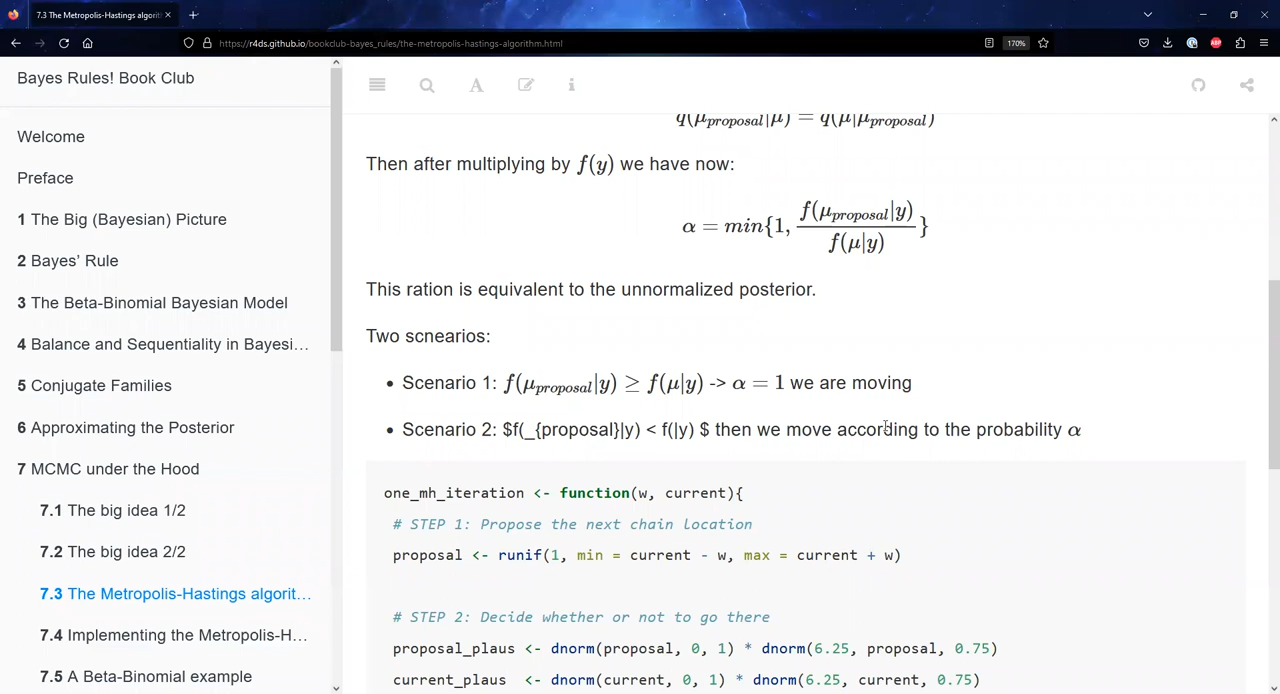 7.3 The Metropolis-Hastings algorit
https://r4ds.github.io/bookclub-bayes_rules/the-metropolis-hastings-algorithm.html
170%
ABP
Bayes Rules! Book Club
Welcome
Preface
1 The Big (Bayesian) Picture
2 Bayes’ Rule
3 The Beta-Binomial Bayesian Model
4 Balance and Sequentiality in Bayesi…
5 Conjugate Families
6 Approximating the Posterior
7 MCMC under the Hood
7.1 The big idea 1/2
7.2 The big idea 2/2
7.3 The Metropolis-Hastings algorit…
7.4 Implementing the Metropolis-H…
7.5 A Beta-Binomial example
q(μproposal|μ) = q(μ|μproposal)
Then after multiplying by f(y) we have now:
α = min{1, f(μproposal|y) / f(μ|y)}
This ration is equivalent to the unnormalized posterior.
Two scnearios:
• Scenario 1: f(μproposal|y) ≥ f(μ|y) -> α = 1 we are moving
• Scenario 2: $f(_{proposal}|y) < f(|y) $ then we move according to the probability α
one_mh_iteration <- function(w, current){
# STEP 1: Propose the next chain location
proposal <- runif(1, min = current - w, max = current + w)
# STEP 2: Decide whether or not to go there
proposal_plaus <- dnorm(proposal, 0, 1) * dnorm(6.25, proposal, 0.75)
current_plaus <- dnorm(current, 0, 1) * dnorm(6.25, current, 0.75)